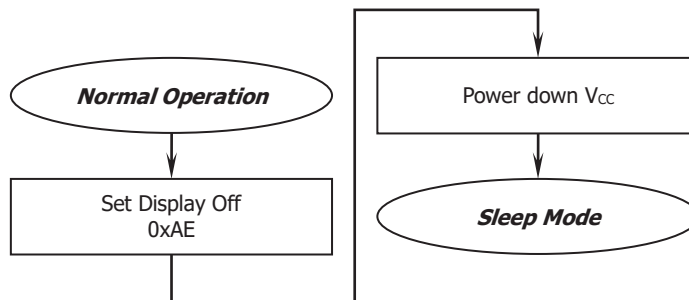 Normal Operation
Set Display Off
0xAE
Power down VCC
Sleep Mode